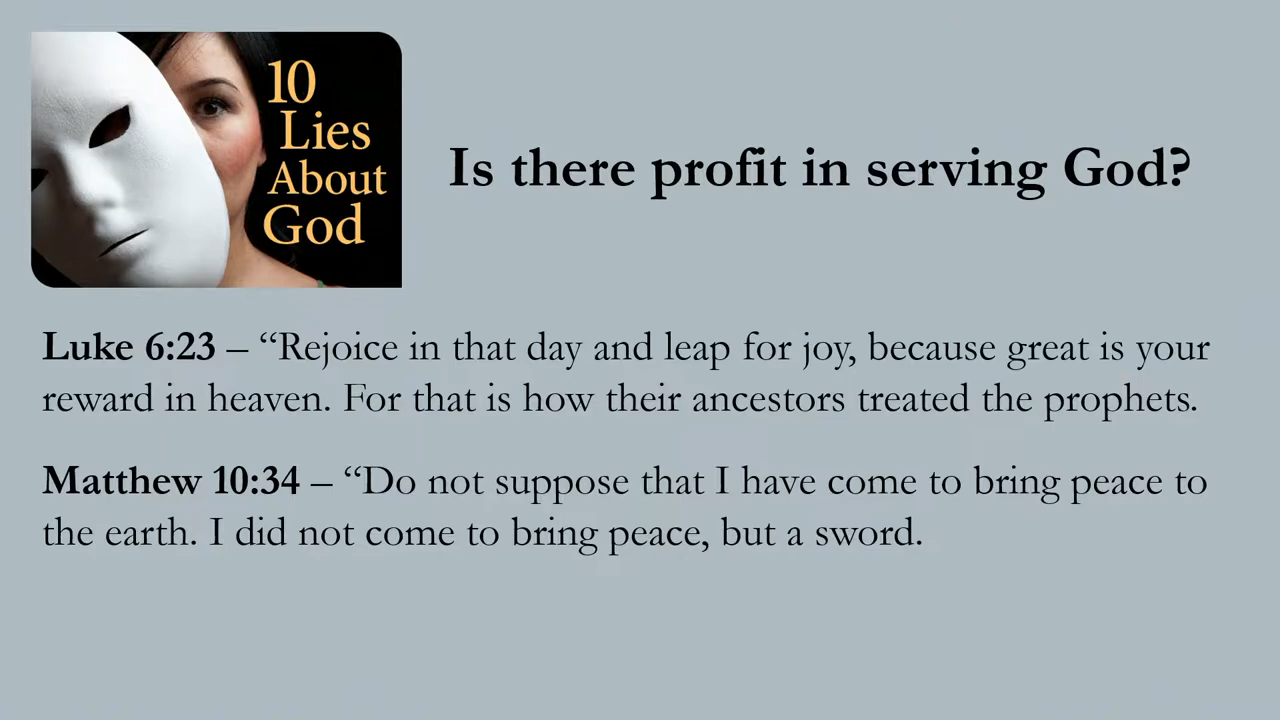 10
Lies
About
God
Is there profit in serving God?
Luke 6:23 – “Rejoice in that day and leap for joy, because great is your
reward in heaven. For that is how their ancestors treated the prophets.
Matthew 10:34 – “Do not suppose that I have come to bring peace to
the earth. I did not come to bring peace, but a sword.